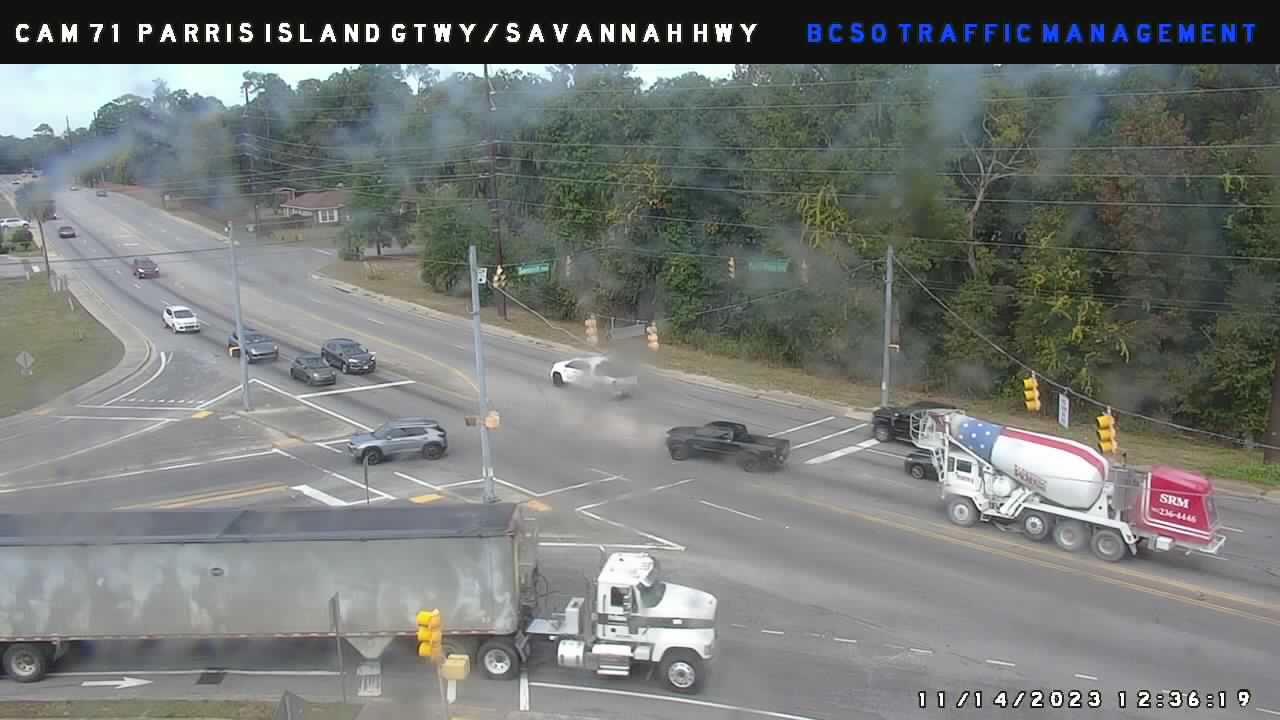 CAM 71 PARRIS ISLAND GTWY/SAVANNAH HWY
BCSO TRAFFIC MANAGEMENT
SRM
236-4446
11/14/2023 12:36:19